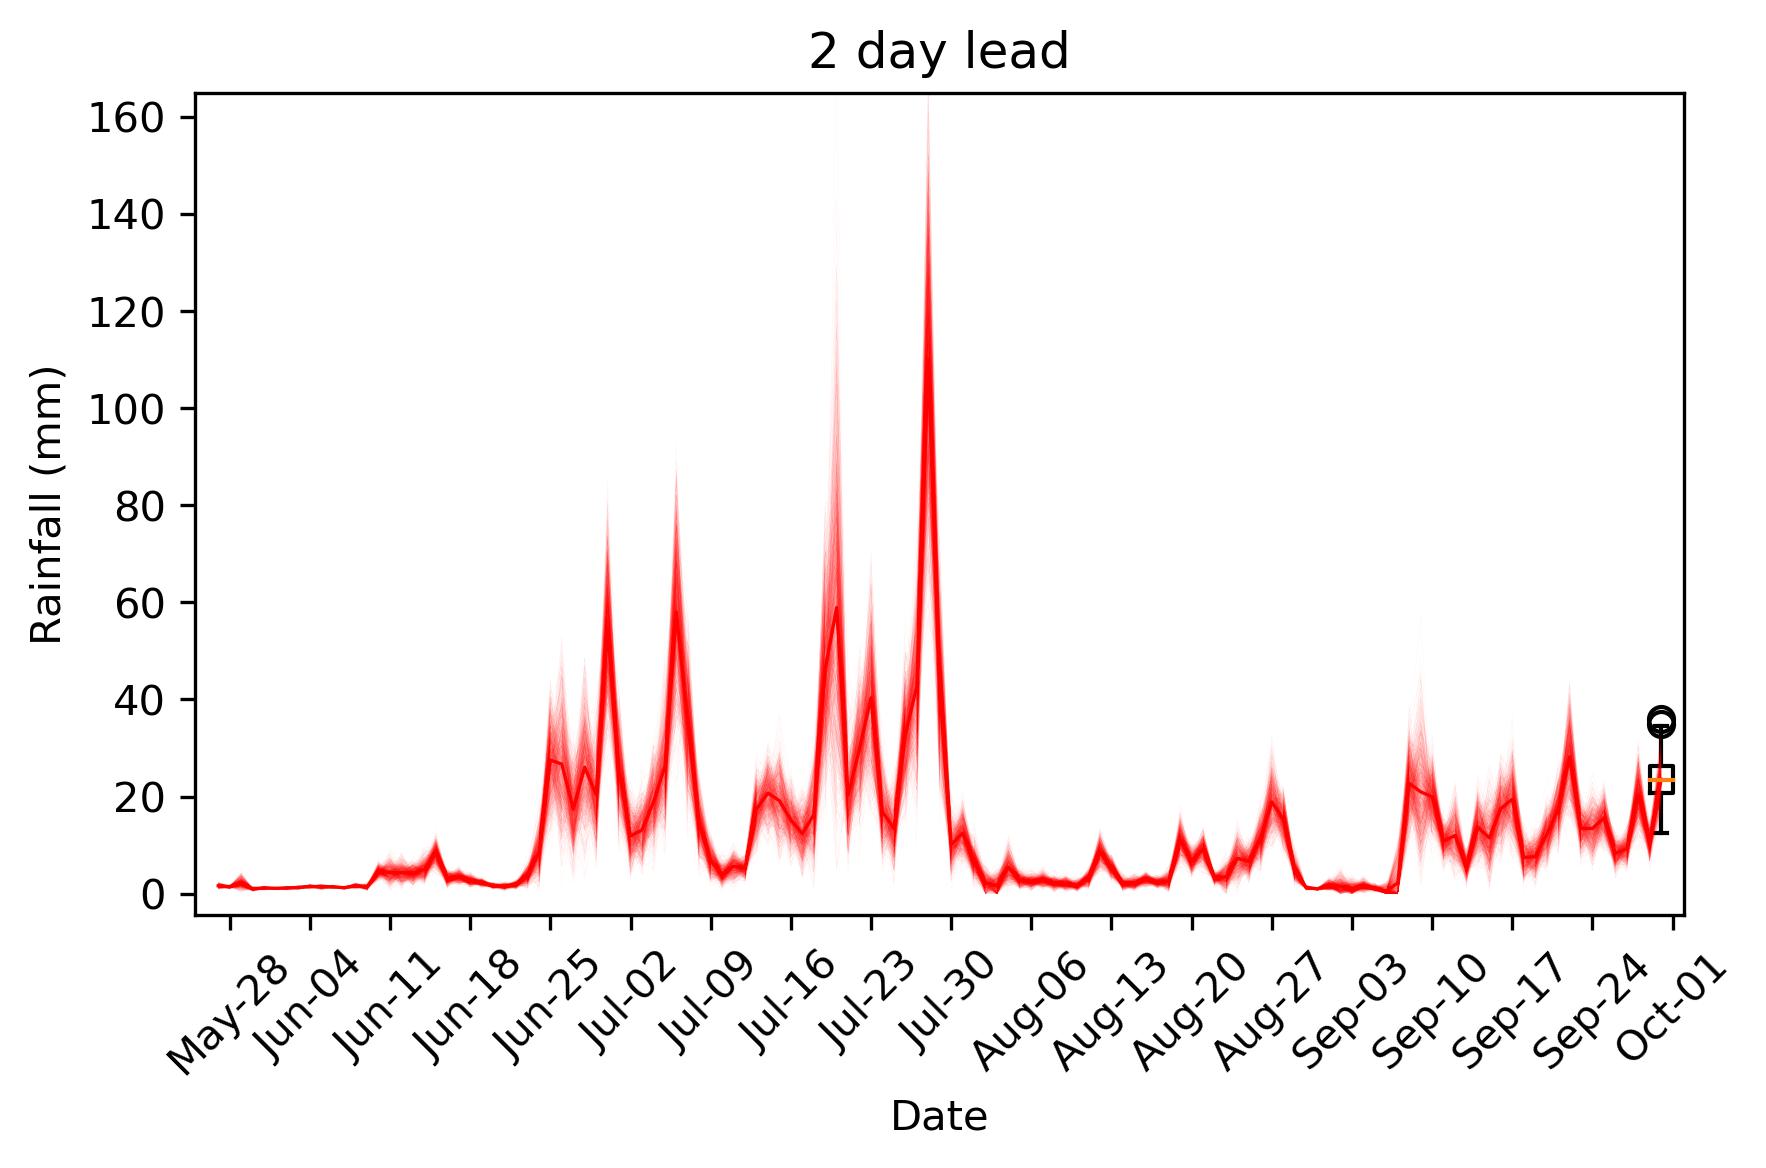 2 day lead
Rainfall (mm)
160
140
120
100
80
60
40
20
0
May-28
Jun-04
Jun-11
Jun-18
Jun-25
Jul-02
Jul-09
Jul-16
Jul-23
Jul-30
Aug-06
Aug-13
Aug-20
Aug-27
Sep-03
Sep-10
Sep-17
Sep-24
Oct-01
Date